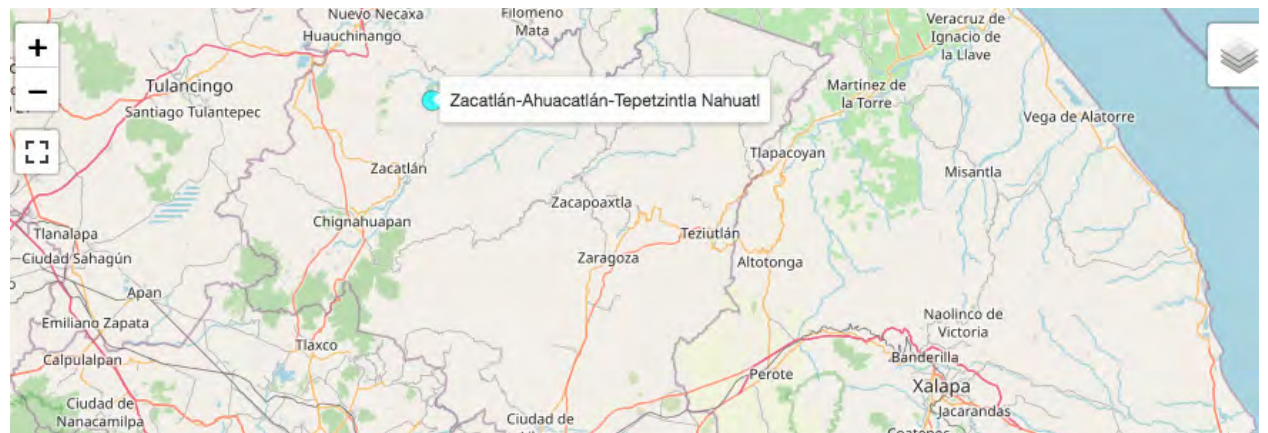 Nuevo Necaxa
Huauchinango
Filomeno
Mata
Veracruz de
Ignacio de
la Llave
+
−
Tulancingo
Santiago Tulantepec
Zacatlán-Ahuacatlán-Tepetzintla Nahuatl
Martínez de
la Torre
Vega de Alatorre
Tlapacoyan
Zacatlán
Misantla
Zacapoaxtla
Chignahuapan
Tlanalapa
Teziutlán
Ciudad Sahagún
Zaragoza
Altotonga
Apan
Emiliano Zapata
Naolinco de
Victoria
Tlaxco
Calpulalpan
Banderilla
Perote
Xalapa
Ciudad de
Nanacamilpa
Jacarandas
Ciudad de